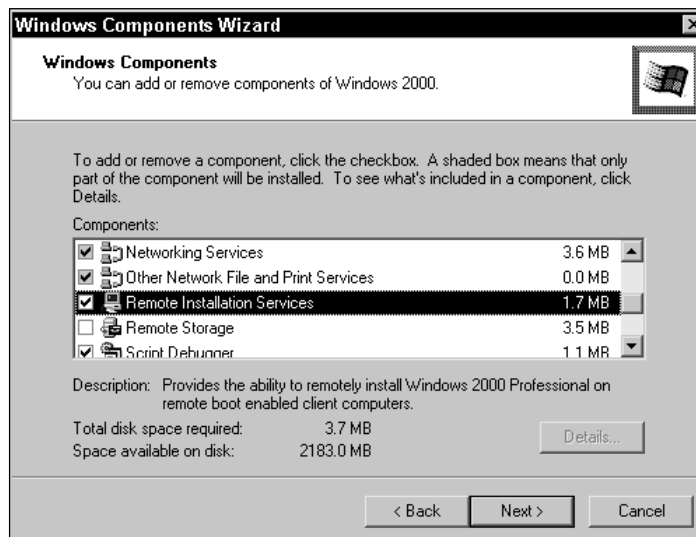 Windows Components Wizard
Windows Components
You can add or remove components of Windows 2000.
To add or remove a component, click the checkbox. A shaded box means that only
part of the component will be installed. To see what's included in a component, click
Details.
Components:
Networking Services 3.6 MB
Other Network File and Print Services 0.0 MB
Remote Installation Services 1.7 MB
Remote Storage 3.5 MB
Script Debugger 1.1 MB
Description: Provides the ability to remotely install Windows 2000 Professional on
remote boot enabled client computers.
Total disk space required: 3.7 MB
Space available on disk: 2183.0 MB
Details...
< Back Next > Cancel